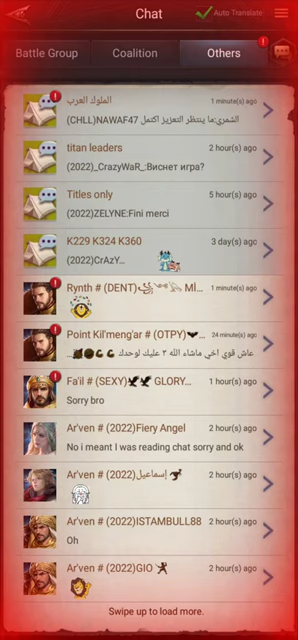 Chat
Auto Translate
Battle Group
Coalition
Others
الملوك العرب
1 minute(s) ago
(CHLL)NAWAF47 الشمري:ما ينتظر التعزيز اكتمل
titan leaders
2 hour(s) ago
(2022)_CrazyWaR_:Виснет игра?
Titles only
5 hour(s) ago
(2022)ZELYNE:Fini merci
K229 K324 K360
3 day(s) ago
(2022)CrAzY...
Rynth # (DENT)
1 minute(s) ago
Point Kil'meng'ar # (OTPY)🦇...
24 minute(s) ago
عاش قوي اخي ماشاء الله ٣ عليك لوحدك
Fa'il # (SEXY)🦅🦅 GLORY...
1 hour(s) ago
Sorry bro
Ar'ven # (2022)Fiery Angel
2 hour(s) ago
No i meant I was reading chat sorry and ok
Ar'ven # (2022)إسماعيل
2 hour(s) ago
Ar'ven # (2022)ISTAMBULL88
2 hour(s) ago
Oh
Ar'ven # (2022)GIO
2 hour(s) ago
Swipe up to load more.